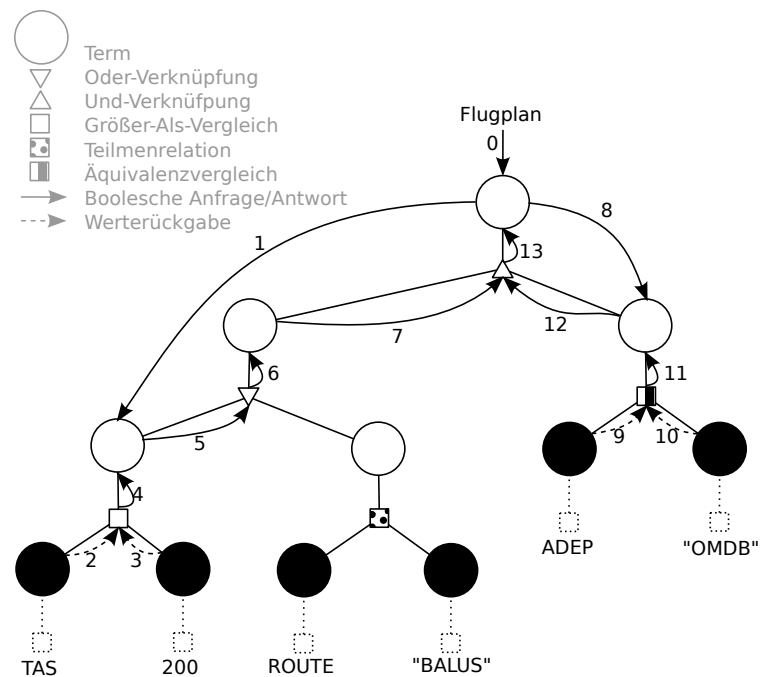 Term
Oder-Verknüpfung
Und-Verknüfpung
Größer-Als-Vergleich
Teilmenrelation
Äquivalenzvergleich
Boolesche Anfrage/Antwort
Werterückgabe
Flugplan
0
1
8
13
7
12
6
11
5
9
10
4
2
3
ADEP
"OMDB"
TAS
200
ROUTE
"BALUS"